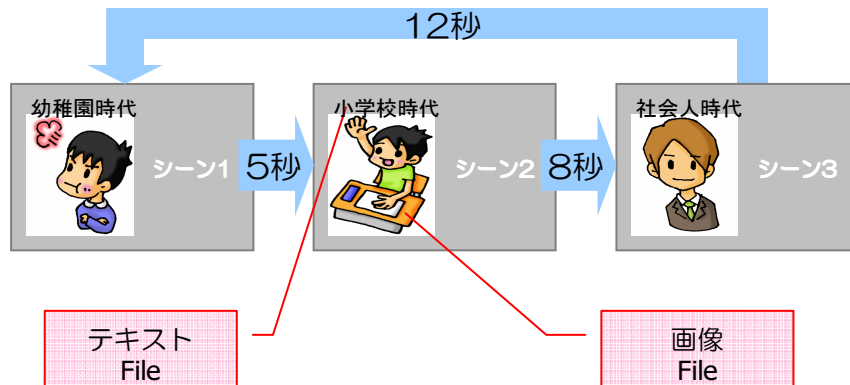 12秒
幼稚園時代
シーン1
5秒
小学校時代
シーン2
8秒
社会人時代
シーン3
テキスト
File
画像
File